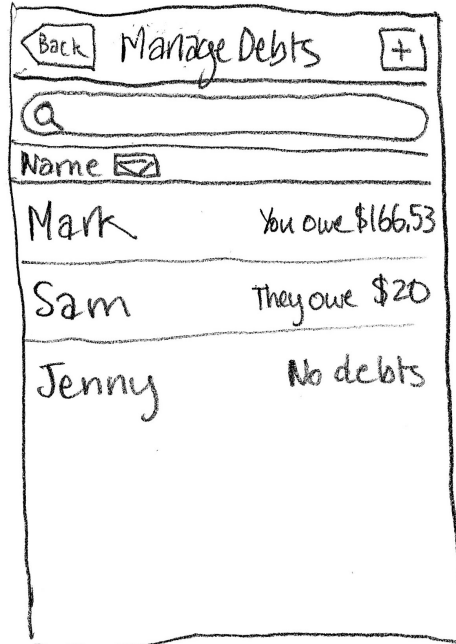 Back Manage Debts +
Name
Mark You owe $166.53
Sam They owe $20
Jenny No debts